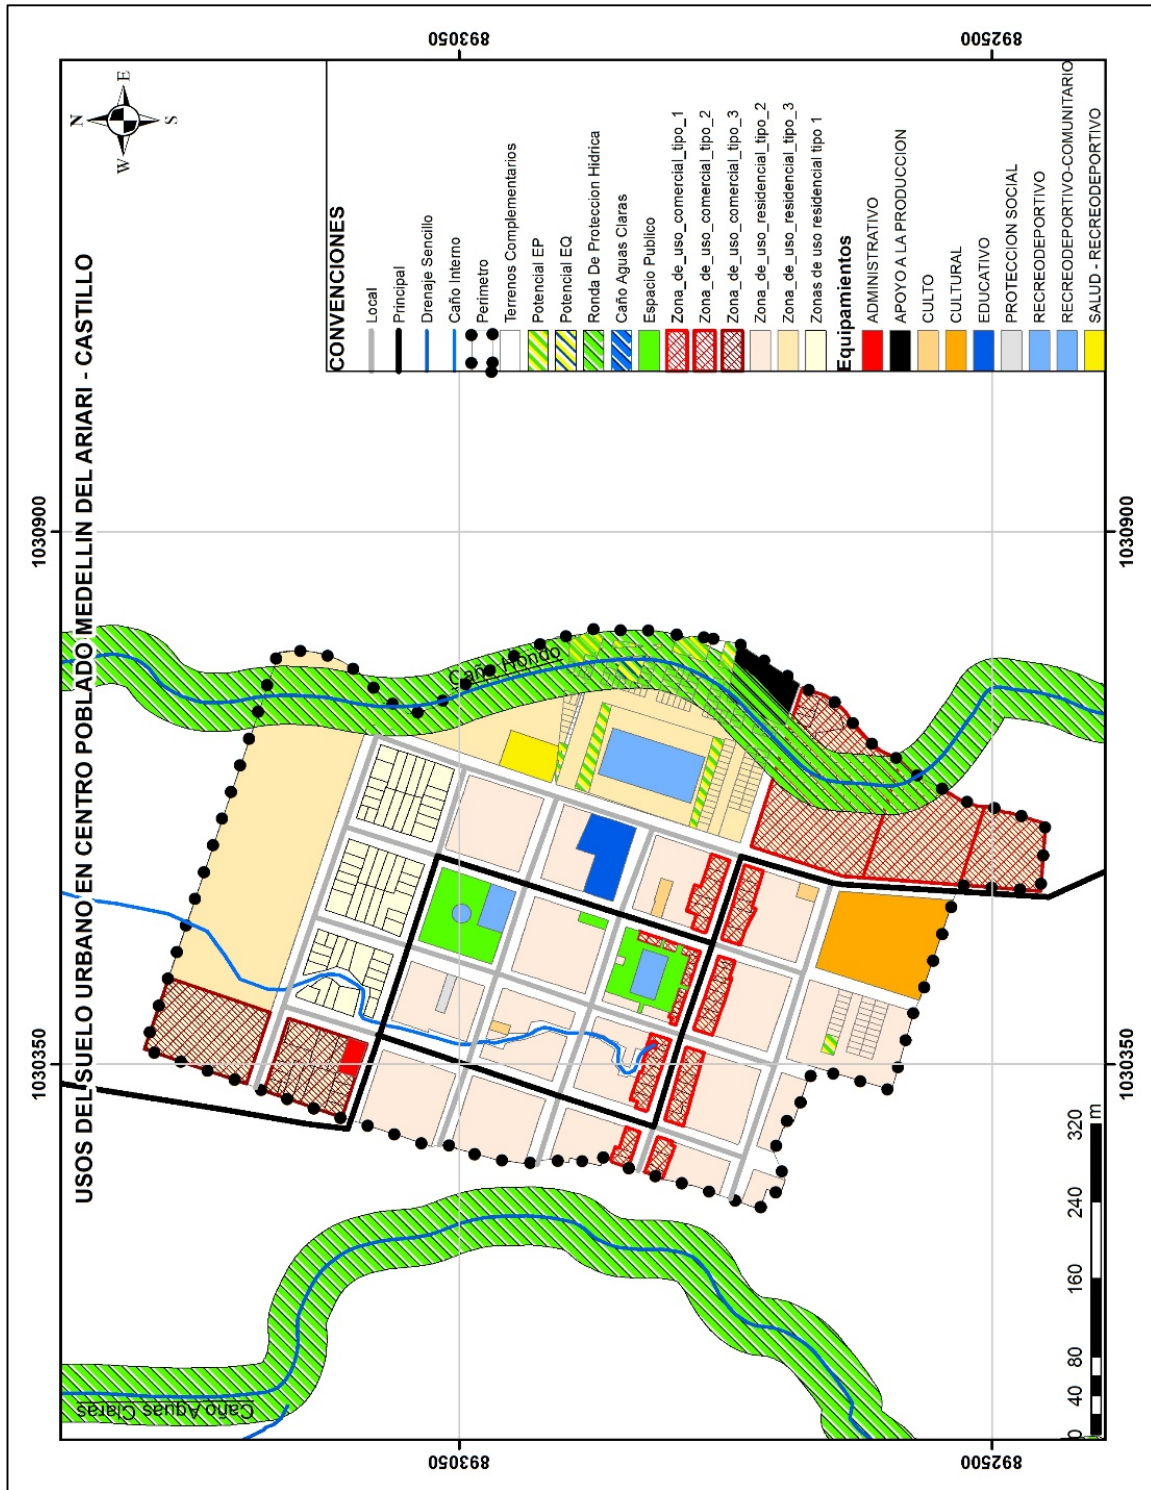 USOS DEL SUELO URBANO EN CENTRO POBLADO MEDELLIN DEL ARIARI - CASTILLO
1030350
1030900
893050
892500
893050
892500
1030350
1030900
N
E
S
W
Caño Aguas Claras
Caño Hondo
CONVENCIONES
Local
Principal
Drenaje Sencillo
Caño Interno
Perimetro
Terrenos Complementarios
Potencial EP
Potencial EQ
Ronda De Proteccion Hidrica
Caño Aguas Claras
Espacio Publico
Zona_de_uso_comercial_tipo_1
Zona_de_uso_comercial_tipo_2
Zona_de_uso_comercial_tipo_3
Zona_de_uso_residencial_tipo_2
Zona_de_uso_residencial_tipo_3
Zonas de uso residencial tipo 1
Equipamientos
ADMINISTRATIVO
APOYO A LA PRODUCCION
CULTO
CULTURAL
EDUCATIVO
PROTECCION SOCIAL
RECREODEPORTIVO
RECREODEPORTIVO-COMUNITARIO
SALUD - RECREODEPORTIVO
0 40 80 160 240 320 m